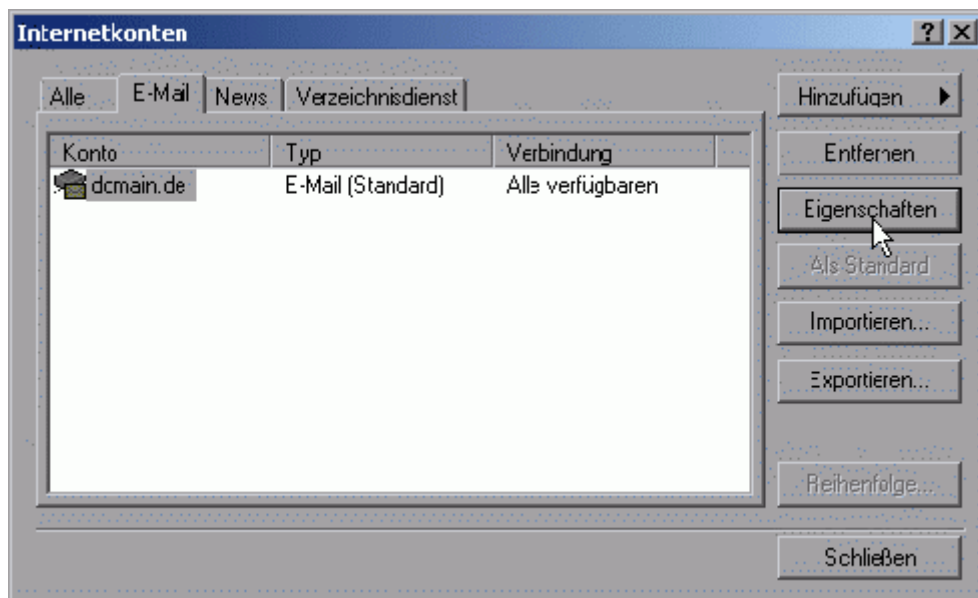 Internetkonten
Alle E-Mail News Verzeichnisdienst
Hinzufügen
Konto Typ Verbindung
Entfernen
domain.de E-Mail (Standard) Alle verfügbaren
Eigenschaften
Als Standard
Importieren...
Exportieren...
Reihenfolge...
Schließen